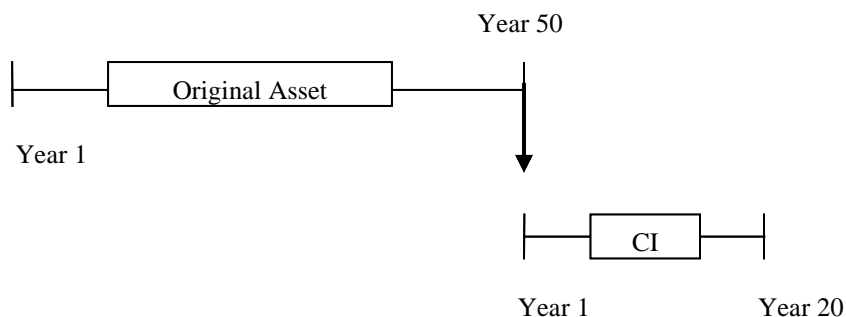 Year 50
Original Asset
Year 1
CI
Year 1 Year 20